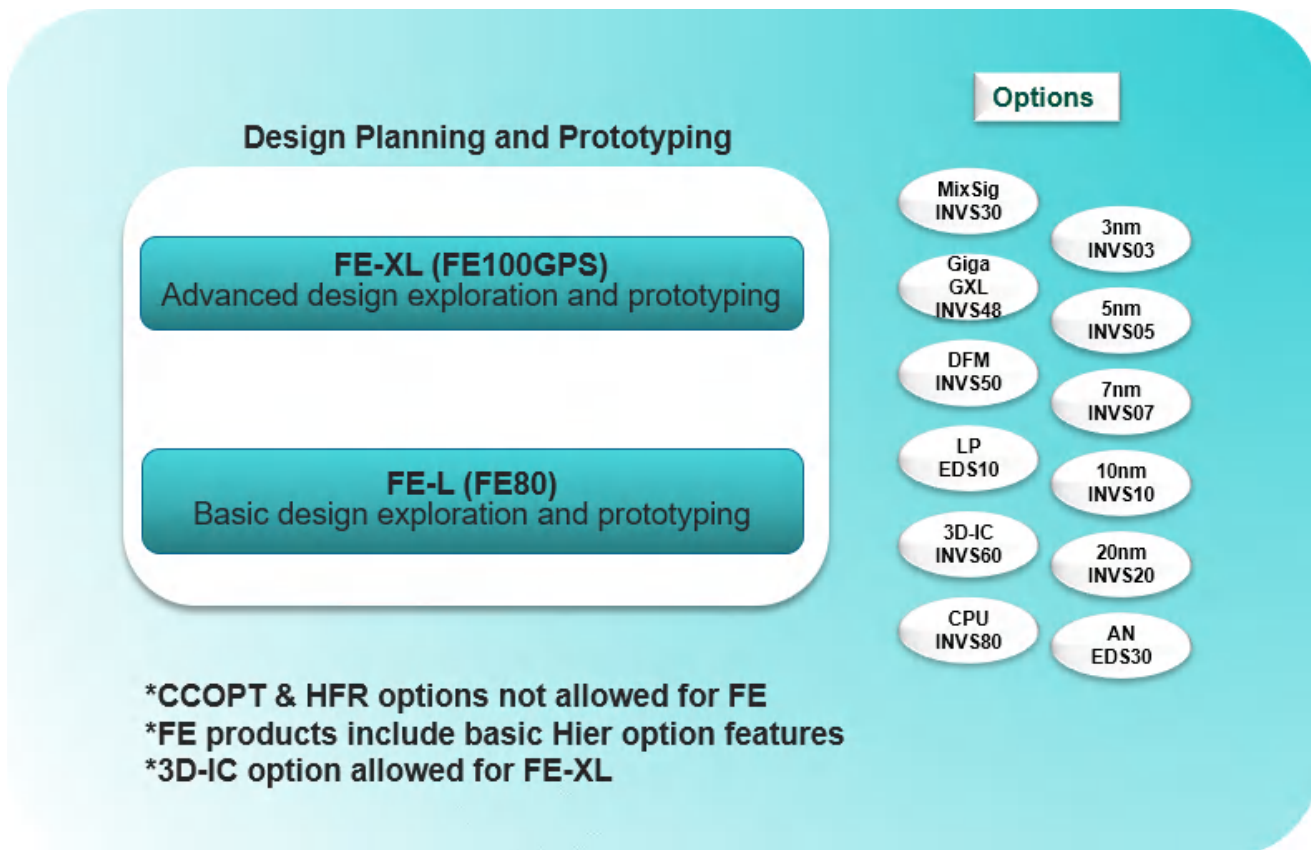 Options
Design Planning and Prototyping
FE-XL (FE100GPS)
Advanced design exploration and prototyping
FE-L (FE80)
Basic design exploration and prototyping
MixSig
INVS30
Giga
GXL
INVS48
DFM
INVS50
LP
EDS10
3D-IC
INVS60
CPU
INVS80
3nm
INVS03
5nm
INVS05
7nm
INVS07
10nm
INVS10
20nm
INVS20
AN
EDS30
*CCOPT & HFR options not allowed for FE
*FE products include basic Hier option features
*3D-IC option allowed for FE-XL